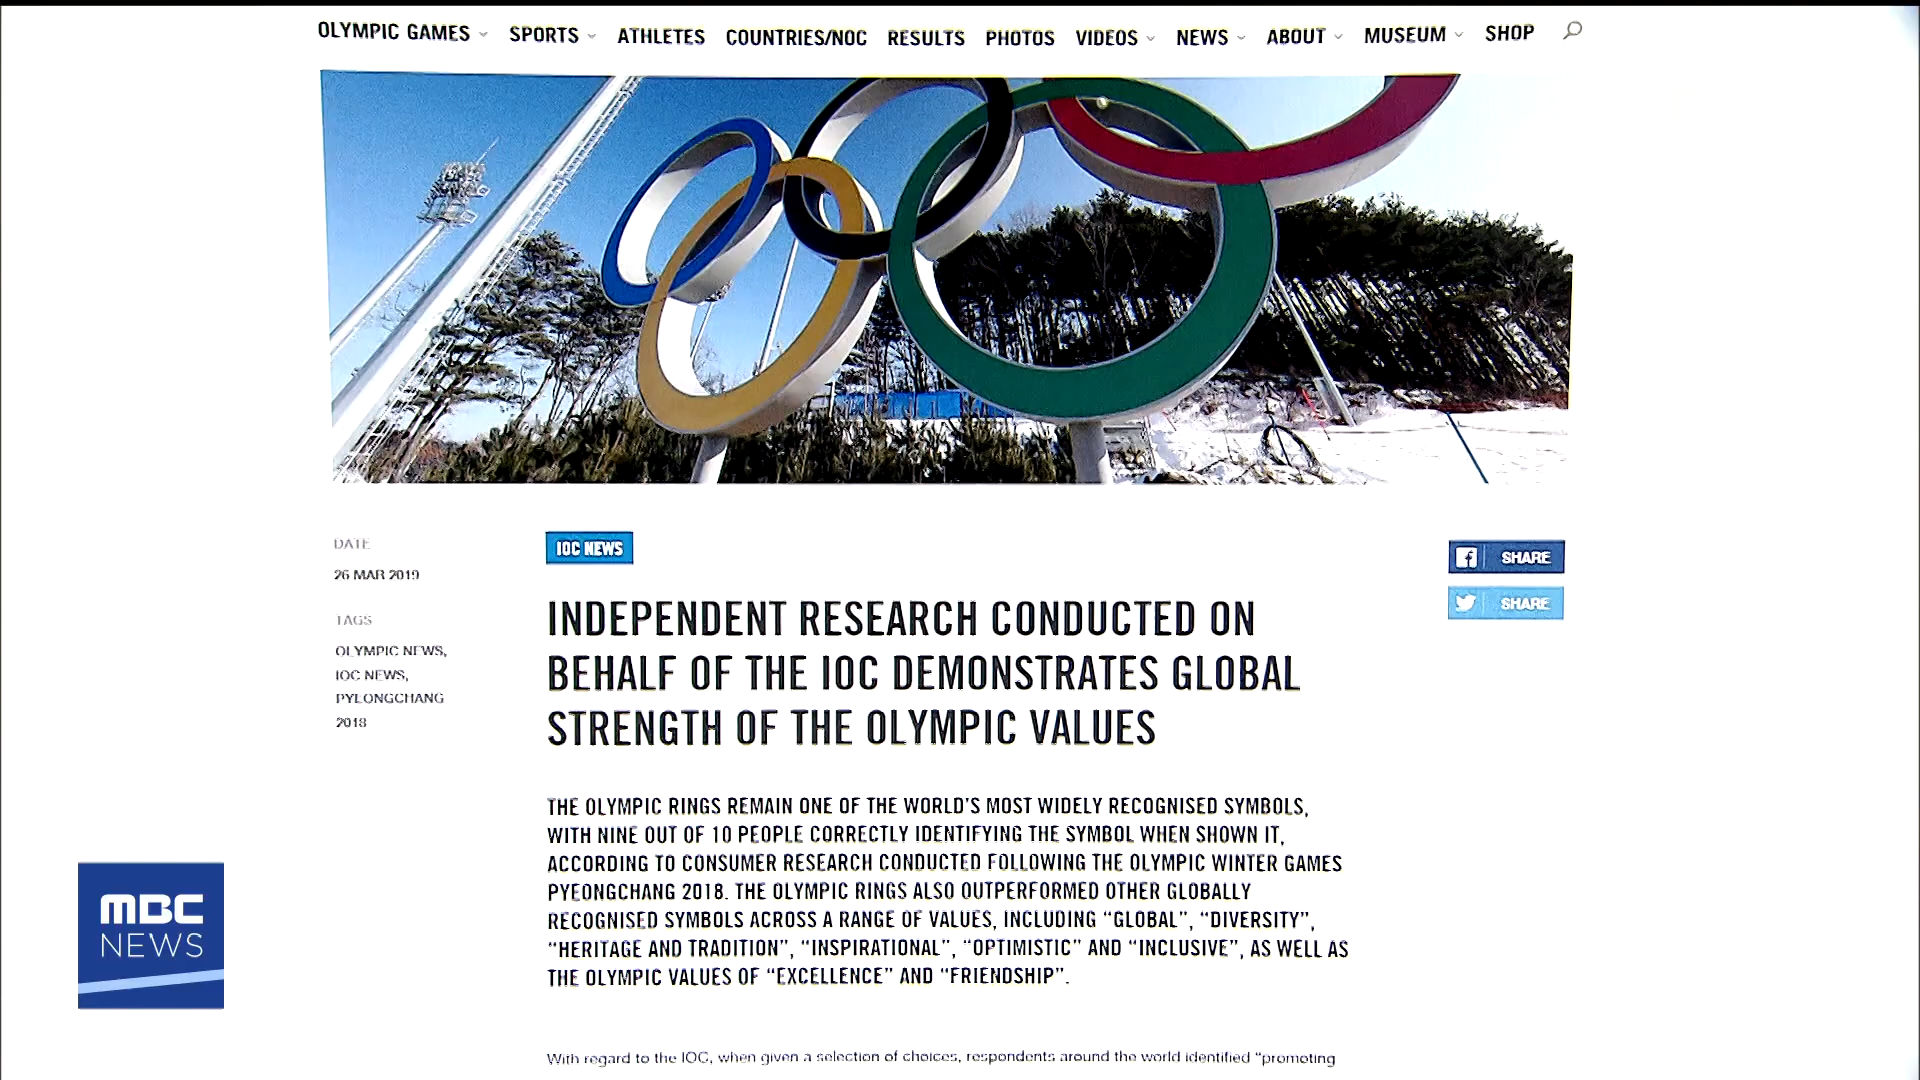 OLYMPIC GAMES SPORTS ATHLETES COUNTRIES/NOC RESULTS PHOTOS VIDEOS NEWS ABOUT MUSEUM SHOP
DATE
26 MAR 2019
TAGS
OLYMPIC NEWS,
IOC NEWS,
PYEONGCHANG
2018
IOC NEWS
SHARE
SHARE
INDEPENDENT RESEARCH CONDUCTED ON
BEHALF OF THE IOC DEMONSTRATES GLOBAL
STRENGTH OF THE OLYMPIC VALUES
THE OLYMPIC RINGS REMAIN ONE OF THE WORLD'S MOST WIDELY RECOGNISED SYMBOLS,
WITH NINE OUT OF 10 PEOPLE CORRECTLY IDENTIFYING THE SYMBOL WHEN SHOWN IT,
ACCORDING TO CONSUMER RESEARCH CONDUCTED FOLLOWING THE OLYMPIC WINTER GAMES
PYEONGCHANG 2018. THE OLYMPIC RINGS ALSO OUTPERFORMED OTHER GLOBALLY
RECOGNISED SYMBOLS ACROSS A RANGE OF VALUES, INCLUDING “GLOBAL”, “DIVERSITY”,
“HERITAGE AND TRADITION”, “INSPIRATIONAL”, “OPTIMISTIC” AND “INCLUSIVE”, AS WELL AS
THE OLYMPIC VALUES OF “EXCELLENCE” AND “FRIENDSHIP”.
With regard to the IOC, when given a selection of choices, respondents around the world identified “promoting
MBC
NEWS